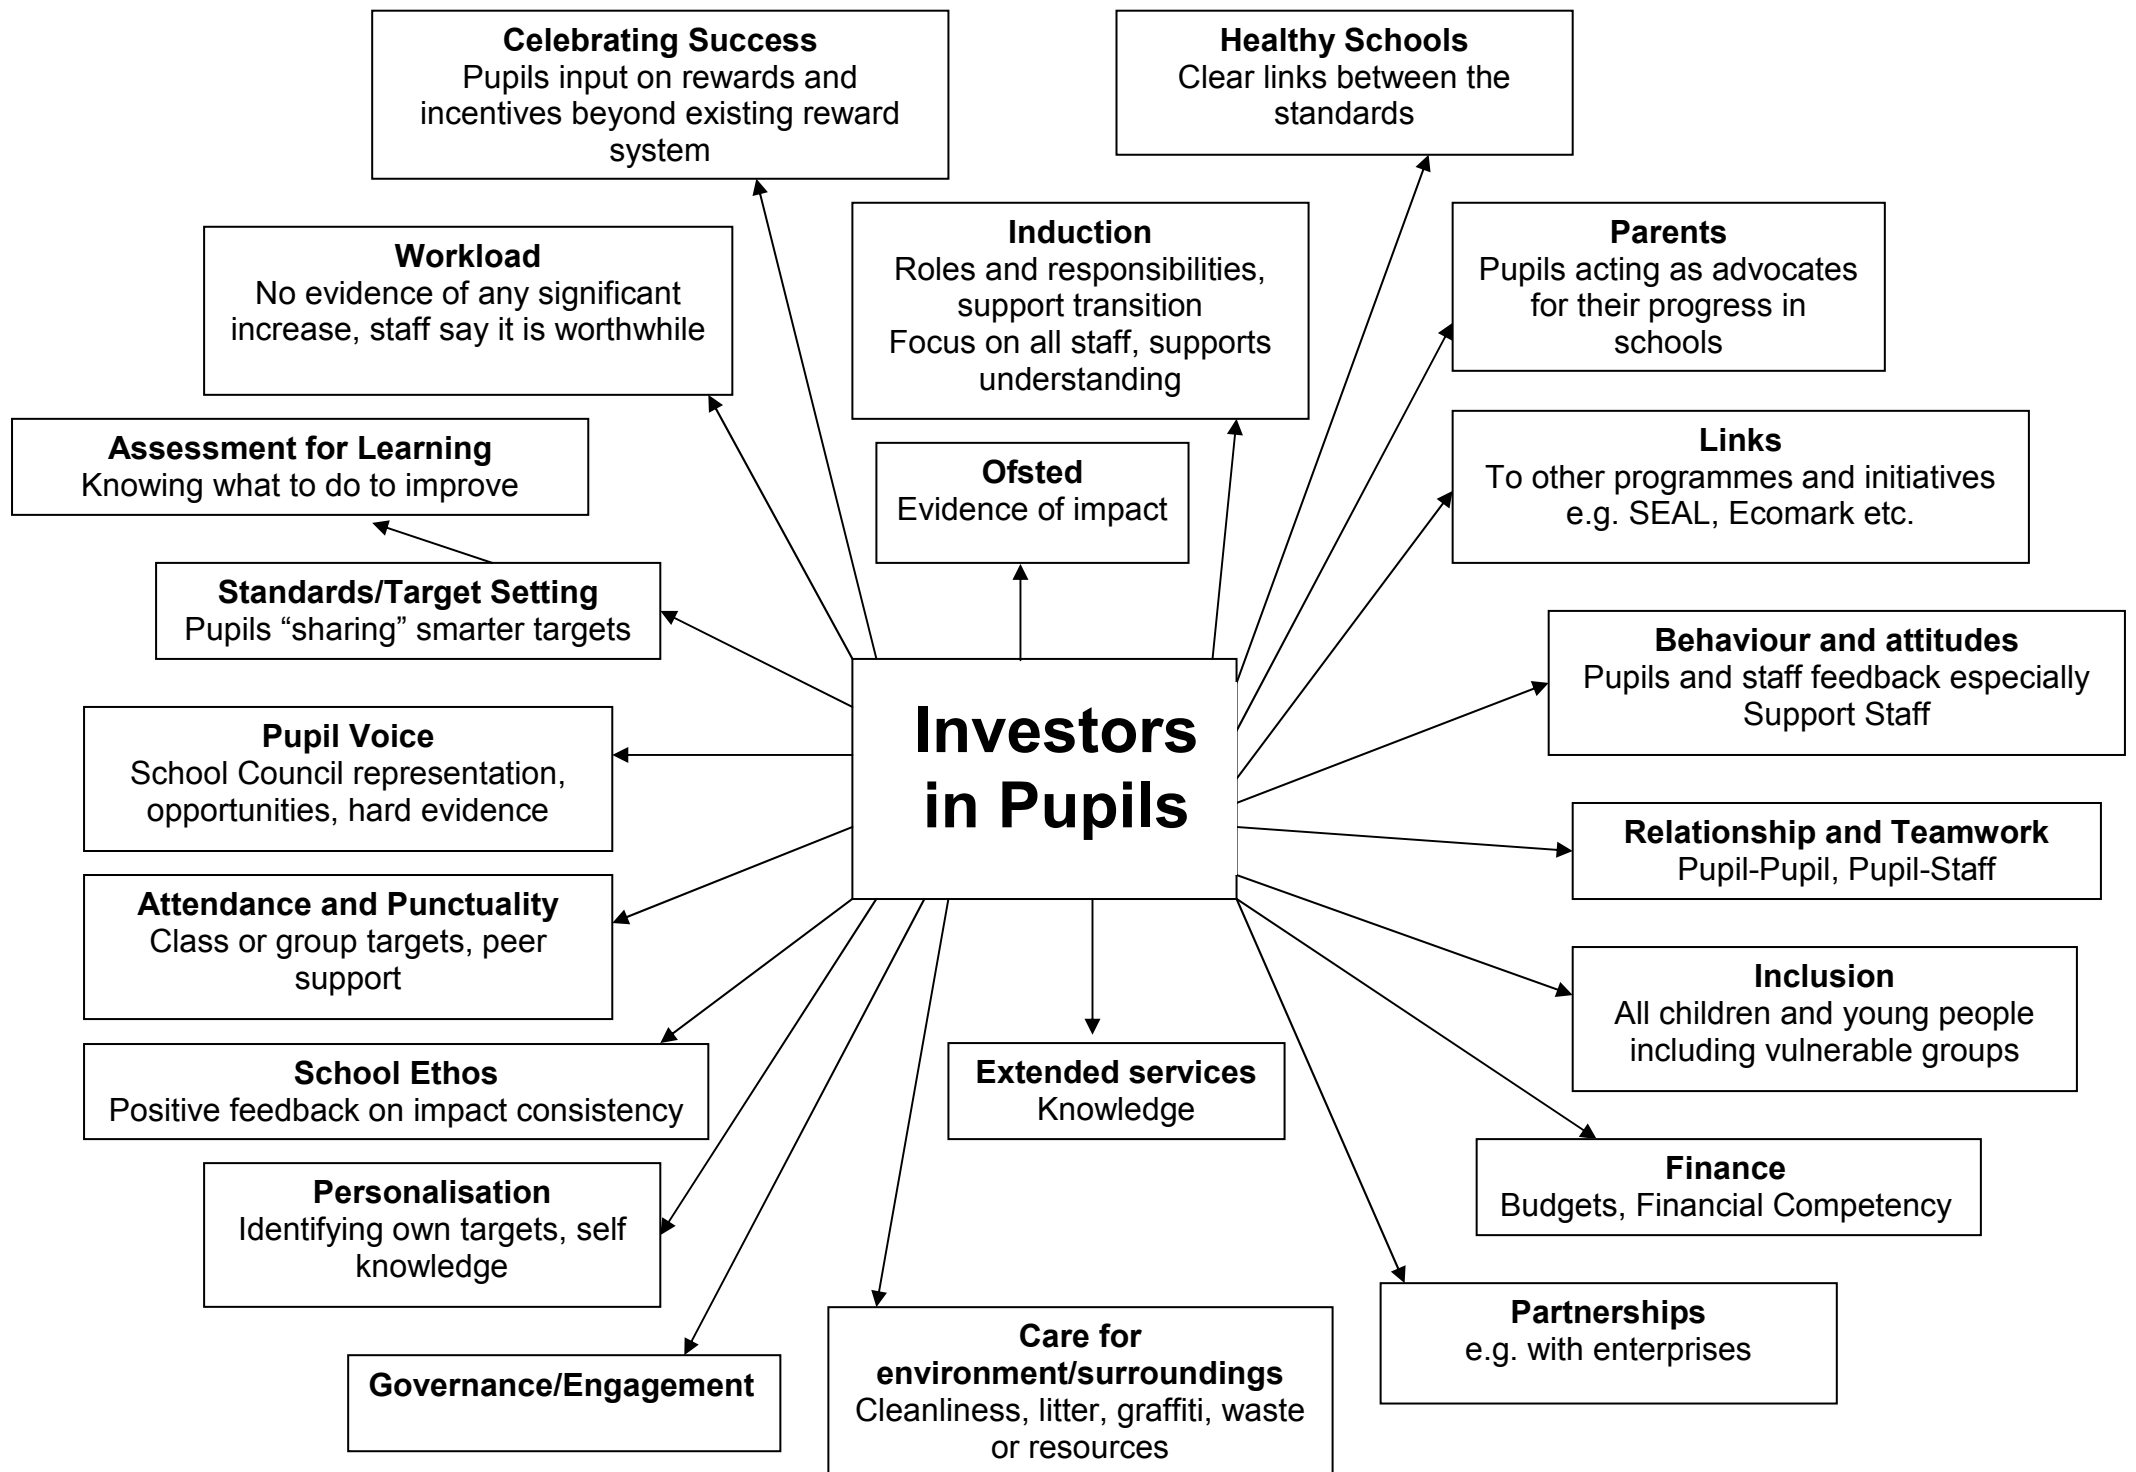 Celebrating Success
Pupils input on rewards and
incentives beyond existing reward
system
Healthy Schools
Clear links between the
standards
Workload
No evidence of any significant
increase, staff say it is worthwhile
Induction
Roles and responsibilities,
support transition
Focus on all staff, supports
understanding
Parents
Pupils acting as advocates
for their progress in
schools
Assessment for Learning
Knowing what to do to improve
Ofsted
Evidence of impact
Links
To other programmes and initiatives
e.g. SEAL, Ecomark etc.
Standards/Target Setting
Pupils “sharing” smarter targets
Behaviour and attitudes
Pupils and staff feedback especially
Support Staff
Investors
in Pupils
Pupil Voice
School Council representation,
opportunities, hard evidence
Relationship and Teamwork
Pupil-Pupil, Pupil-Staff
Attendance and Punctuality
Class or group targets, peer
support
Inclusion
All children and young people
including vulnerable groups
School Ethos
Positive feedback on impact consistency
Extended services
Knowledge
Finance
Budgets, Financial Competency
Personalisation
Identifying own targets, self
knowledge
Partnerships
e.g. with enterprises
Governance/Engagement
Care for
environment/surroundings
Cleanliness, litter, graffiti, waste
or resources